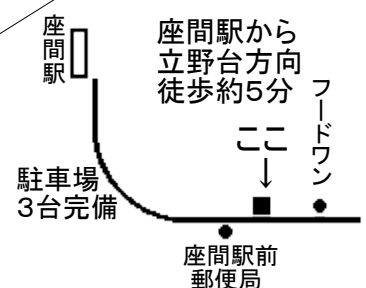 座間駅
座間駅から
立野台方向
徒歩約5分
フードワン
ここ
↓
駐車場
3台完備
座間駅前
郵便局